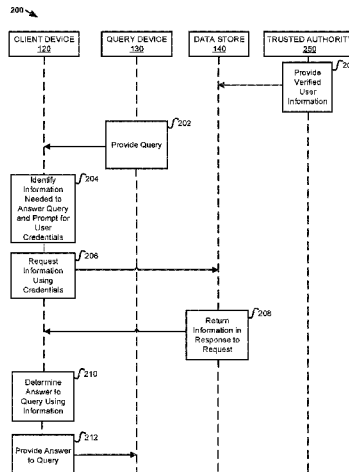 200
CLIENT DEVICE
120
QUERY DEVICE
130
DATA STORE
140
TRUSTED AUTHORITY
250
20
Provide
Verified
User
Information
202
Provide Query
204
Identify
Information
Needed to
Answer Query
and Prompt for
User
Credentials
206
Request
Information
Using
Credentials
208
Return
Information in
Response to
Request
210
Determine
Answer to
Query Using
Information
212
Provide Answer
to Query